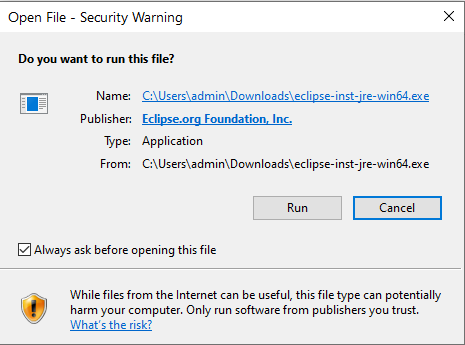 Open File - Security Warning
Do you want to run this file?
Name: C:\Users\admin\Downloads\eclipse-inst-jre-win64.exe
Publisher: Eclipse.org Foundation, Inc.
Type: Application
From: C:\Users\admin\Downloads\eclipse-inst-jre-win64.exe
Run Cancel
Always ask before opening this file
While files from the Internet can be useful, this file type can potentially
harm your computer. Only run software from publishers you trust.
What's the risk?